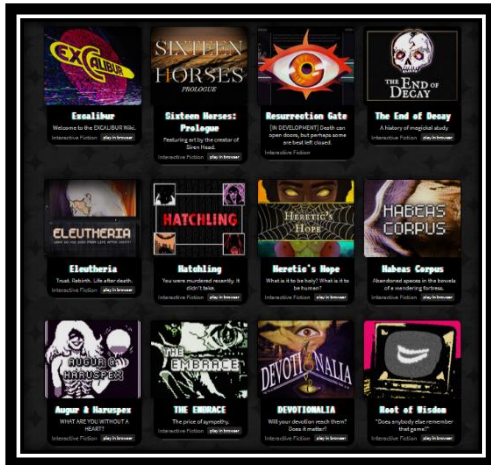 EXCALIBUR
Excalibur
Welcome to the EXCALIBUR Wiki.
Interactive Fiction play in browser
SIXTEEN
HORSES
PROLOGUE
Sixteen Horses:
Prologue
Featuring art by the creator of
Siren Head.
Interactive Fiction play in browser
Resurrection Gate
[IN DEVELOPMENT] Death can
open doors, but perhaps some
are best left closed.
Interactive Fiction
THE END OF
DECAY
The End of Decay
A history of magicial study
Interactive Fiction play in browser
ELEUTHERIA
Eleutheria
Trust. Rebirth. Life after death.
Interactive Fiction play in browser
HATCHLING
Hatchling
You were murdered recently. It
didn't take.
Interactive Fiction play in browser
HERETIC'S
HOPE
Heretic's Hope
What is it to be holy? What is it to
be human?
Interactive Fiction play in browser
HABEAS
CORPUS
Habeas Corpus
Abandoned spaces in the bowels
of a wandering fortress.
Interactive Fiction play in browser
AUGUR &
HARUSPEX
Augur & Haruspex
WHAT ARE YOU WITHOUT A
HEART?
Interactive Fiction play in browser
THE
EMBRACE
THE EMBRACE
The price of sympathy.
Interactive Fiction play in browser
DEVOTIONALIA
DEVOTIONALIA
Will your devotion reach them?
Does it matter?
Interactive Fiction play in browser
Root of Wisdom
"Does anybody else remember
that game?"
Interactive Fiction play in browser